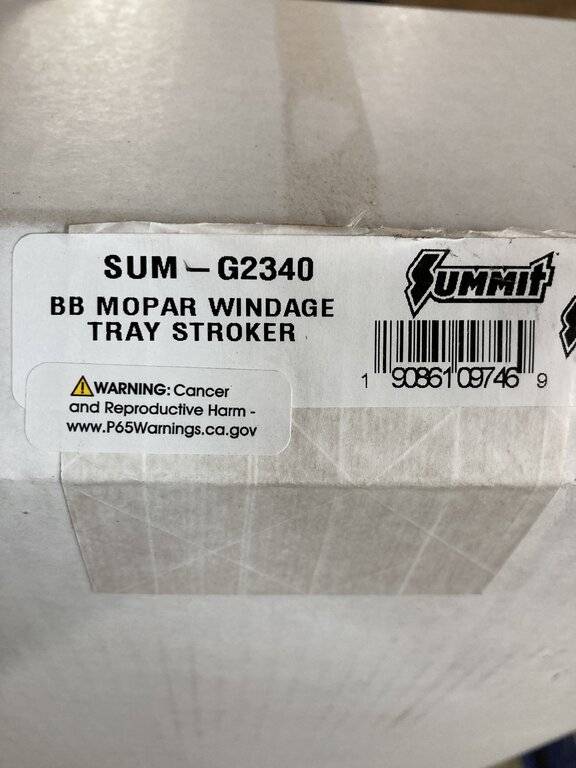 SUM-G2340
SUMMIT
BB MOPAR WINDAGE
TRAY STROKER
1 90861 09746 9
WARNING: Cancer
and Reproductive Harm -
www.P65Warnings.ca.gov